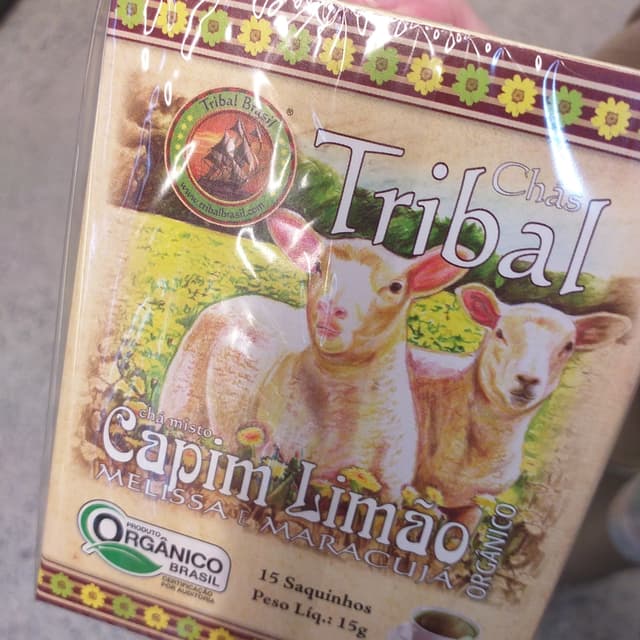 Tribal Brasil
®
www.tribalbrasil.com
Chás
Tribal
chá misto
Capim Limão
MELISSA E MARACUJÁ
ORGÂNICO
PRODUTO
ORGÂNICO
BRASIL
CERTIFICAÇÃO
POR AUDITORIA
15 Saquinhos
Peso Líq.: 15g